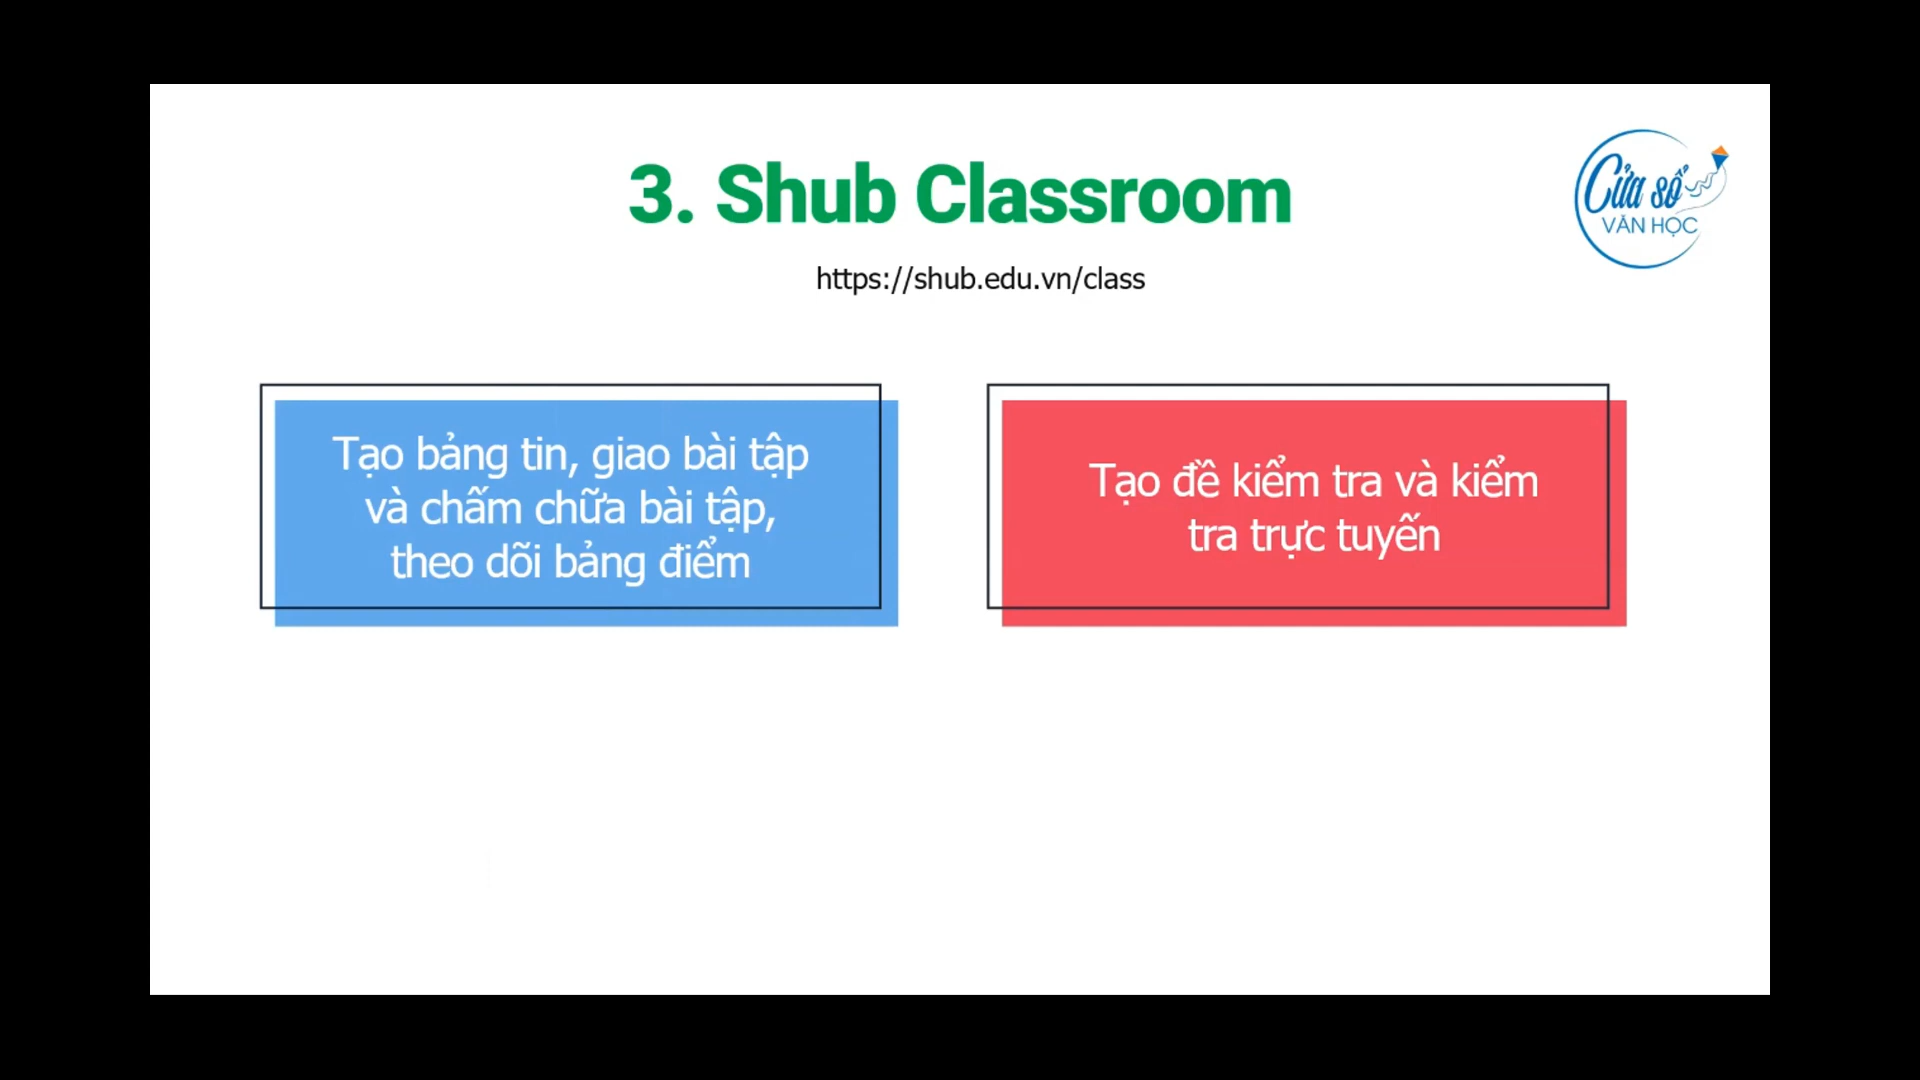 3. Shub Classroom
Cửa sổ
VĂN HỌC
https://shub.edu.vn/class
Tạo bảng tin, giao bài tập
và chấm chữa bài tập,
theo dõi bảng điểm
Tạo đề kiểm tra và kiểm
tra trực tuyến